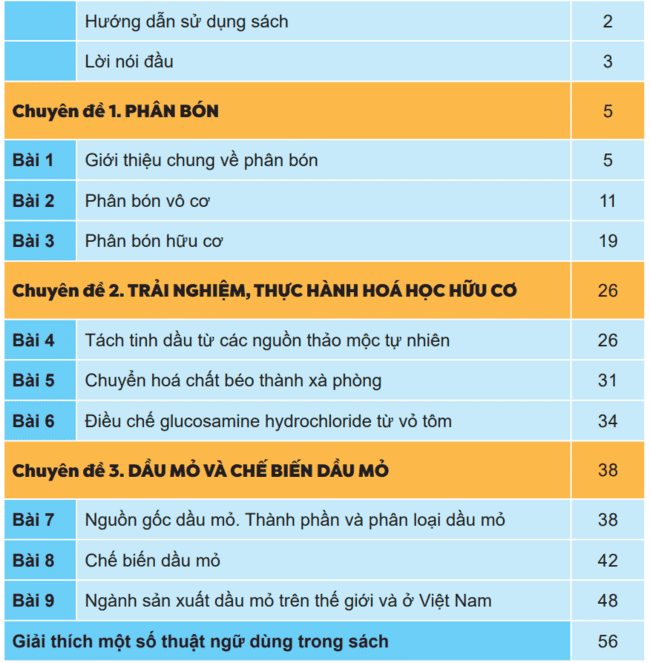 Hướng dẫn sử dụng sách 2
Lời nói đầu 3
Chuyên đề 1. PHÂN BÓN 5
Bài 1 Giới thiệu chung về phân bón 5
Bài 2 Phân bón vô cơ 11
Bài 3 Phân bón hữu cơ 19
Chuyên đề 2. TRẢI NGHIỆM, THỰC HÀNH HOÁ HỌC HỮU CƠ 26
Bài 4 Tách tinh dầu từ các nguồn thảo mộc tự nhiên 26
Bài 5 Chuyển hoá chất béo thành xà phòng 31
Bài 6 Điều chế glucosamine hydrochloride từ vỏ tôm 34
Chuyên đề 3. DẦU MỎ VÀ CHẾ BIẾN DẦU MỎ 38
Bài 7 Nguồn gốc dầu mỏ. Thành phần và phân loại dầu mỏ 38
Bài 8 Chế biến dầu mỏ 42
Bài 9 Ngành sản xuất dầu mỏ trên thế giới và ở Việt Nam 48
Giải thích một số thuật ngữ dùng trong sách 56